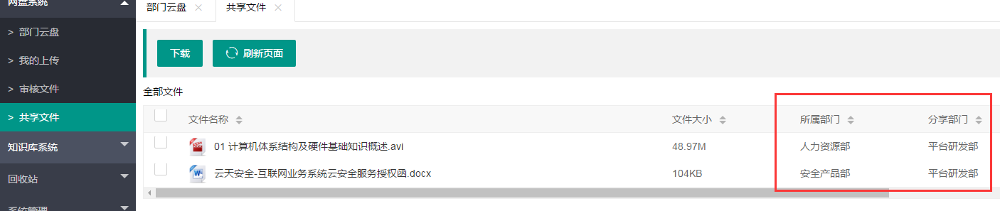 网盘系统
部门云盘 × 共享文件 ×
> 部门云盘
> 我的上传
> 审核文件
> 共享文件
知识库系统
回收站
系统管理
下载 刷新页面
全部文件
文件名称 文件大小 所属部门 分享部门
01 计算机体系结构及硬件基础知识概述.avi 48.97M 人力资源部 平台研发部
云天安全-互联网业务系统云安全服务授权函.docx 104KB 安全产品部 平台研发部